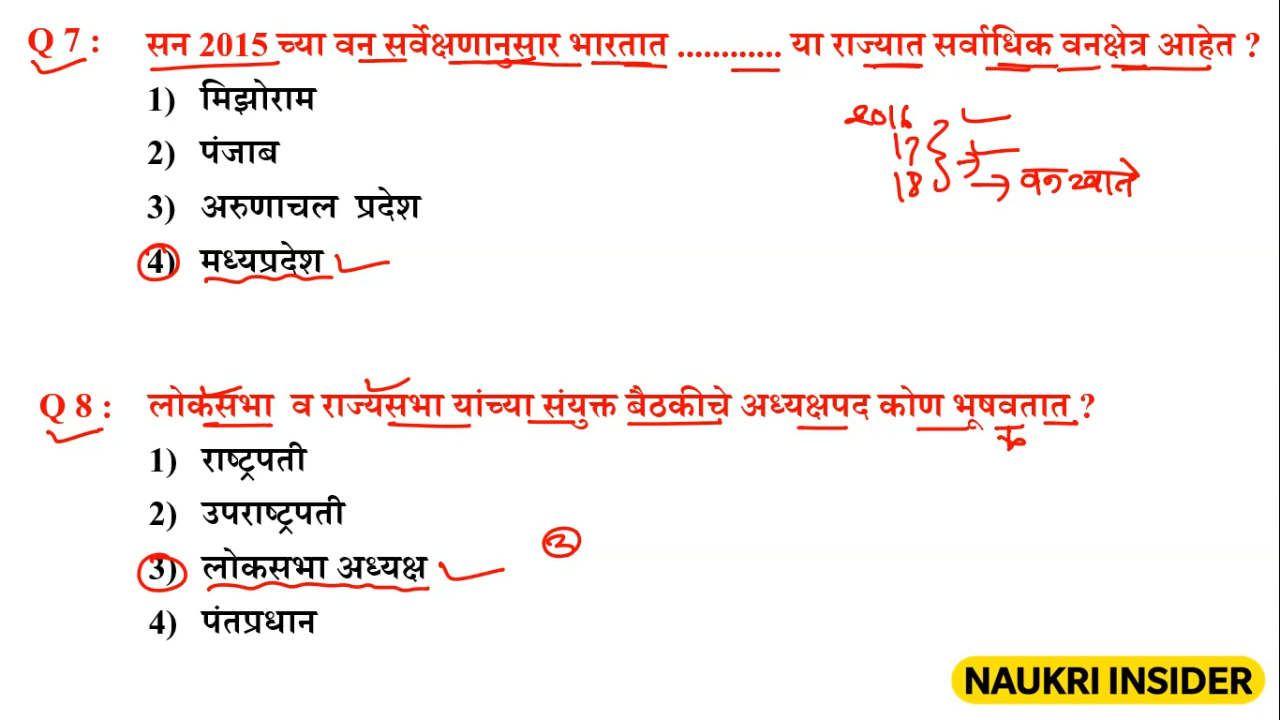 Q 7 : सन 2015 च्या वन सर्वेक्षणानुसार भारतात ............. या राज्यात सर्वाधिक वनक्षेत्र आहेत ?
1) मिझोराम
2) पंजाब
3) अरुणाचल प्रदेश
4) मध्यप्रदेश
2016
17
18 → वन खाते
Q 8 : लोकसभा व राज्यसभा यांच्या संयुक्त बैठकीचे अध्यक्षपद कोण भूषवतात ?
1) राष्ट्रपती
2) उपराष्ट्रपती
3) लोकसभा अध्यक्ष
4) पंतप्रधान
NAUKRI INSIDER